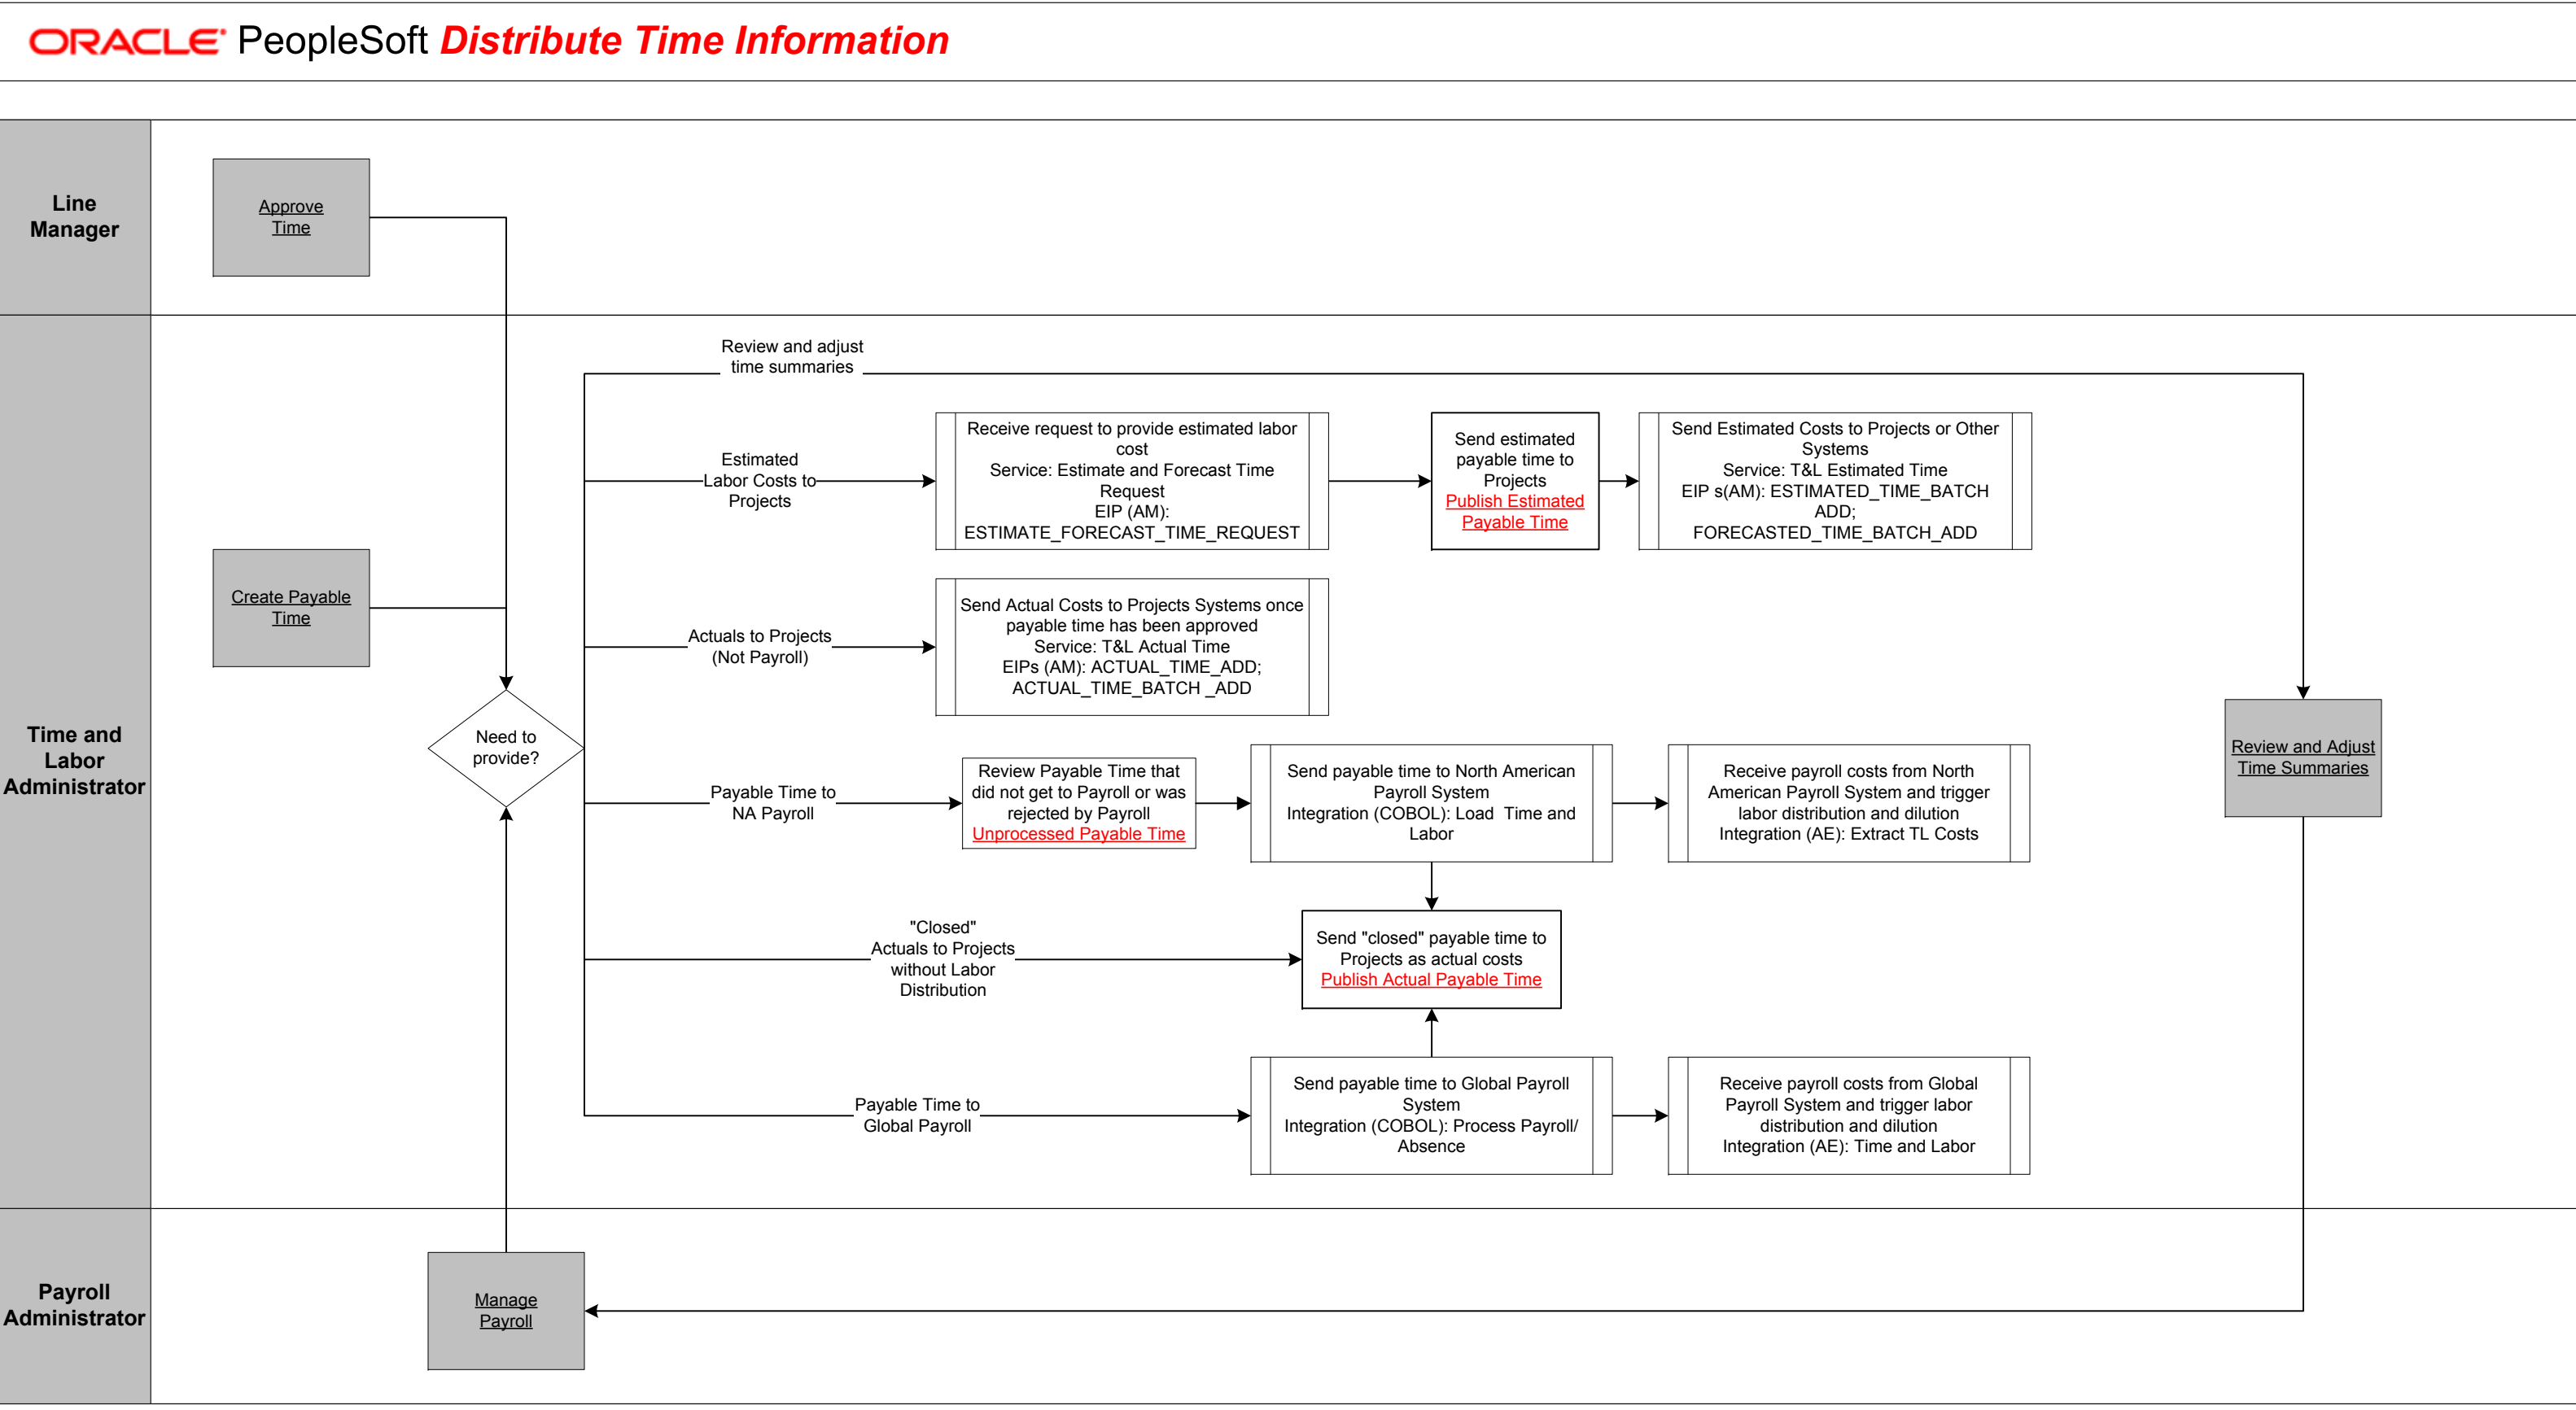 ORACLE PeopleSoft Distribute Time Information
Line
Manager
Approve
Time
Time and
Labor
Administrator
Create Payable
Time
Need to
provide?
Review and adjust
time summaries
Estimated
Labor Costs to
Projects
Receive request to provide estimated labor
cost
Service: Estimate and Forecast Time
Request
EIP (AM):
ESTIMATE_FORECAST_TIME_REQUEST
Send estimated
payable time to
Projects
Publish Estimated
Payable Time
Send Estimated Costs to Projects or Other
Systems
Service: T&L Estimated Time
EIP s(AM): ESTIMATED_TIME_BATCH
ADD;
FORECASTED_TIME_BATCH_ADD
Actuals to Projects
(Not Payroll)
Send Actual Costs to Projects Systems once
payable time has been approved
Service: T&L Actual Time
EIPs (AM): ACTUAL_TIME_ADD;
ACTUAL_TIME_BATCH _ADD
Payable Time to
NA Payroll
Review Payable Time that
did not get to Payroll or was
rejected by Payroll
Unprocessed Payable Time
Send payable time to North American
Payroll System
Integration (COBOL): Load  Time and
Labor
Receive payroll costs from North
American Payroll System and trigger
labor distribution and dilution
Integration (AE): Extract TL Costs
Review and Adjust
Time Summaries
"Closed"
Actuals to Projects
without Labor
Distribution
Send "closed" payable time to
Projects as actual costs
Publish Actual Payable Time
Payable Time to
Global Payroll
Send payable time to Global Payroll
System
Integration (COBOL): Process Payroll/
Absence
Receive payroll costs from Global
Payroll System and trigger labor
distribution and dilution
Integration (AE): Time and Labor
Payroll
Administrator
Manage
Payroll